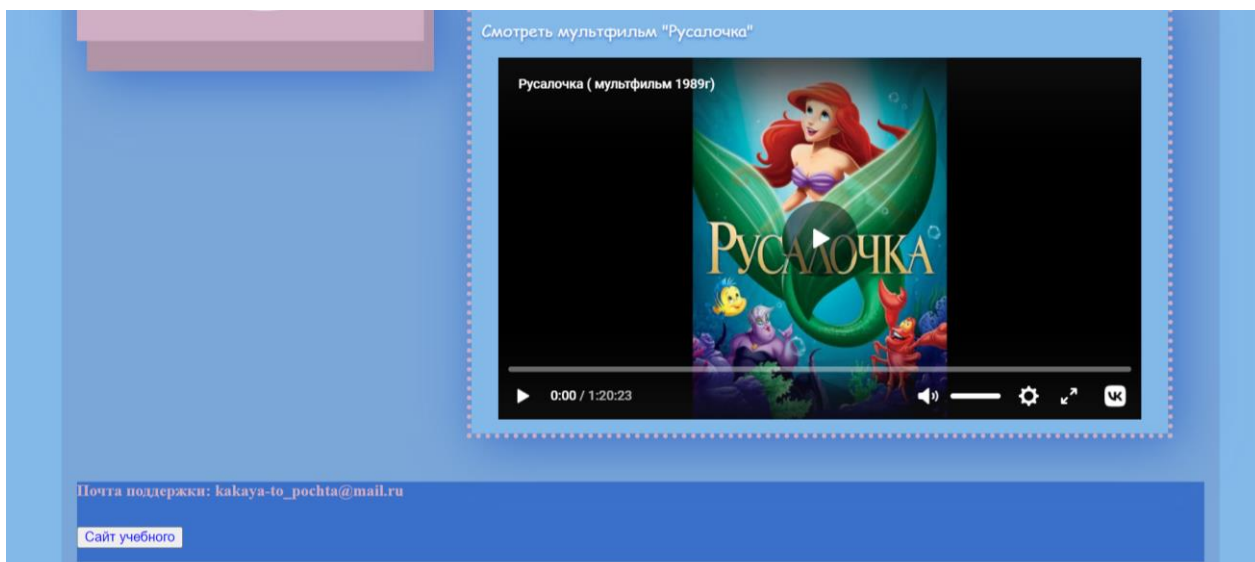 Смотреть мультфильм "Русалочка"
Русалочка ( мультфильм 1989г)
РУСАЛОЧКА
0:00 / 1:20:23
Почта поддержки: kakaya-to_pochta@mail.ru
Сайт учебного